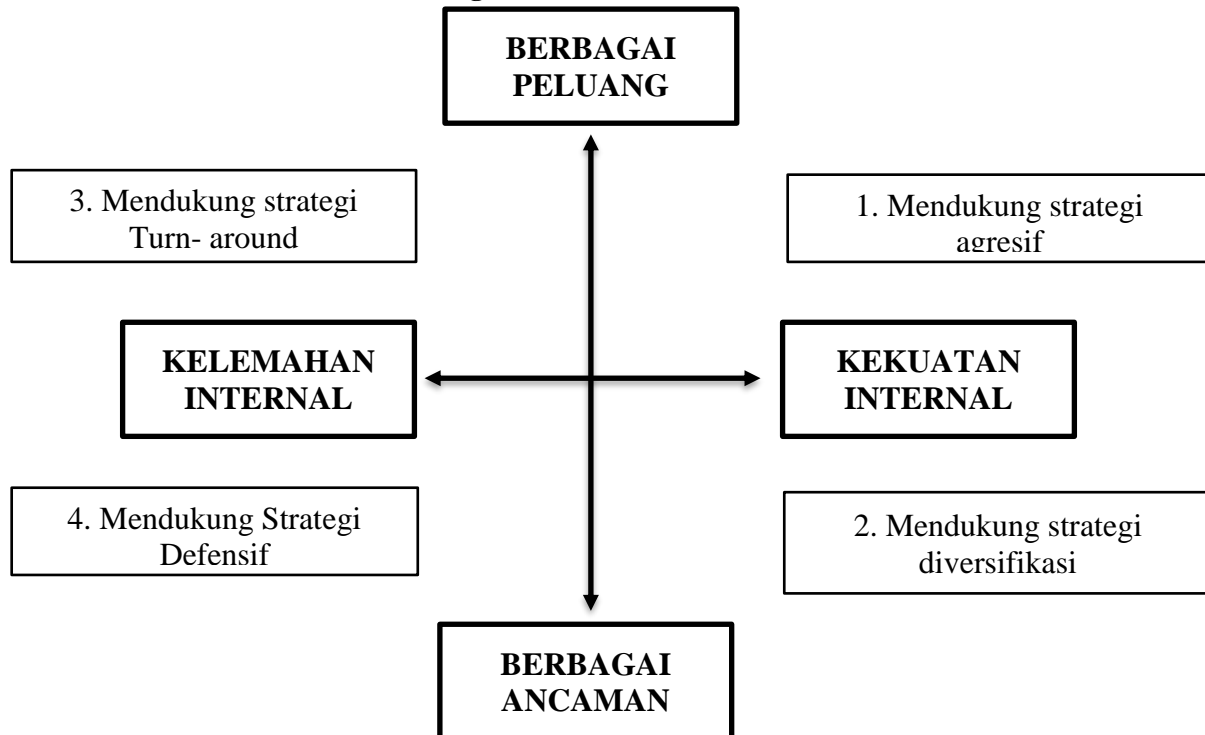 BERBAGAI
PELUANG
3. Mendukung strategi
Turn- around
1. Mendukung strategi
agresif
KELEMAHAN
INTERNAL
KEKUATAN
INTERNAL
4. Mendukung Strategi
Defensif
2. Mendukung strategi
diversifikasi
BERBAGAI
ANCAMAN